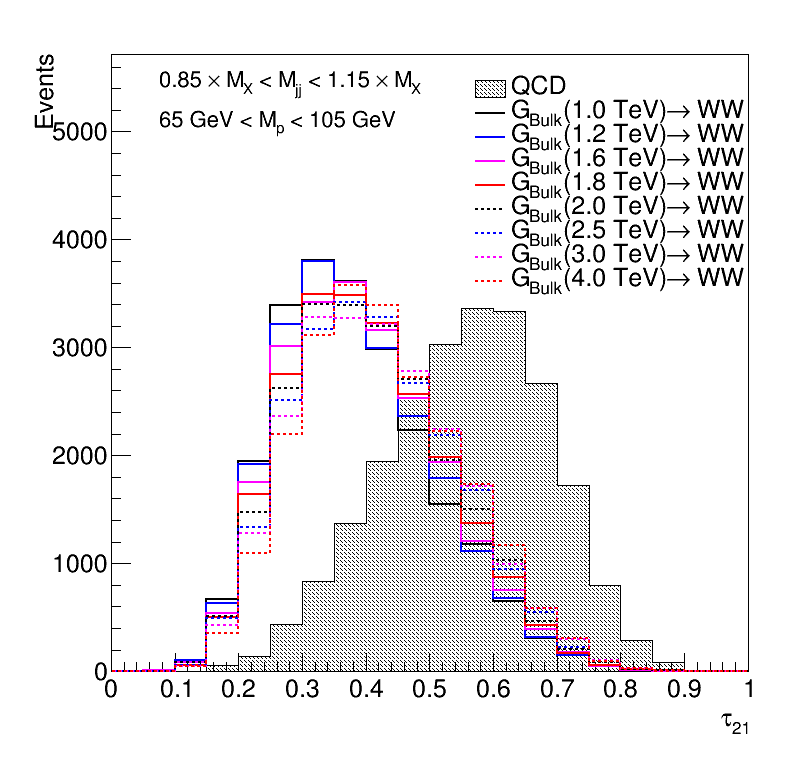 Events
0.85 × M_X < M_jj < 1.15 × M_X
65 GeV < M_p < 105 GeV
QCD
G_Bulk(1.0 TeV)→ WW
G_Bulk(1.2 TeV)→ WW
G_Bulk(1.6 TeV)→ WW
G_Bulk(1.8 TeV)→ WW
G_Bulk(2.0 TeV)→ WW
G_Bulk(2.5 TeV)→ WW
G_Bulk(3.0 TeV)→ WW
G_Bulk(4.0 TeV)→ WW
5000
4000
3000
2000
1000
0
0 0.1 0.2 0.3 0.4 0.5 0.6 0.7 0.8 0.9 1
τ_21